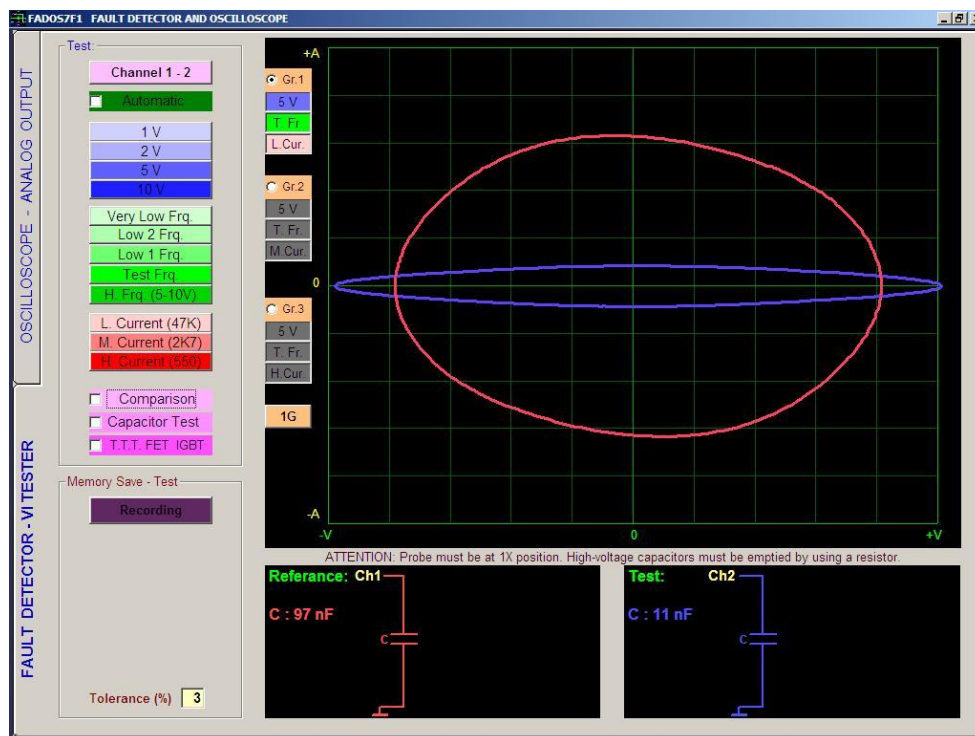 FADOS7F1 FAULT DETECTOR AND OSCILLOSCOPE
OSCILLOSCOPE - ANALOG OUTPUT
FAULT DETECTOR - VI TESTER
Test:
Channel 1 - 2
Automatic
1 V
2 V
5 V
10 V
Very Low Frq.
Low 2 Frq.
Low 1 Frq.
Test Frq.
H. Frq. (5-10V)
L. Current (47K)
M. Current (2K7)
H. Current (550)
Comparison
Capacitor Test
T.T.T. FET IGBT
Memory Save - Test
Recording
Tolerance (%) 3
+A
Gr.1
5 V
T. Fr
L.Cur.
Gr.2
5 V
T. Fr.
M.Cur.
0
Gr.3
5 V
T. Fr.
H.Cur.
1G
-A
-V 0 +V
ATTENTION: Probe must be at 1X position. High-voltage capacitors must be emptied by using a resistor.
Referance: Ch1
C : 97 nF
C
Test: Ch2
C : 11 nF
C